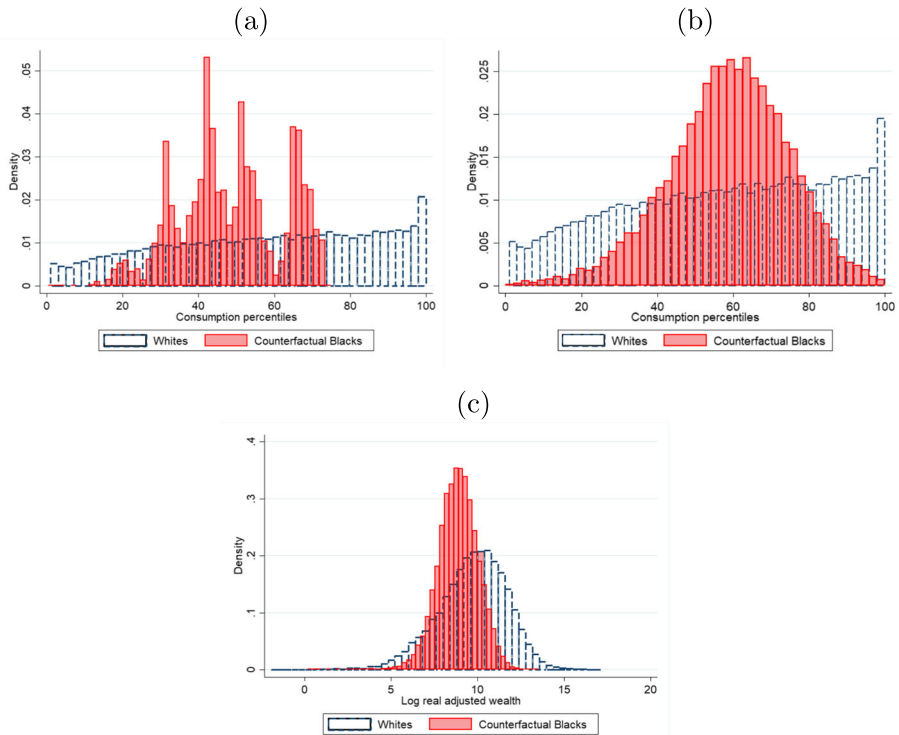 (a)
(b)
Density
.05
.04
.03
.02
.01
0
0 20 40 60 80 100
Consumption percentiles
Whites Counterfactual Blacks
Density
.025
.02
.015
.01
.005
0
0 20 40 60 80 100
Consumption percentiles
Whites Counterfactual Blacks
(c)
Density
.4
.3
.2
.1
0
0 5 10 15 20
Log real adjusted wealth
Whites Counterfactual Blacks